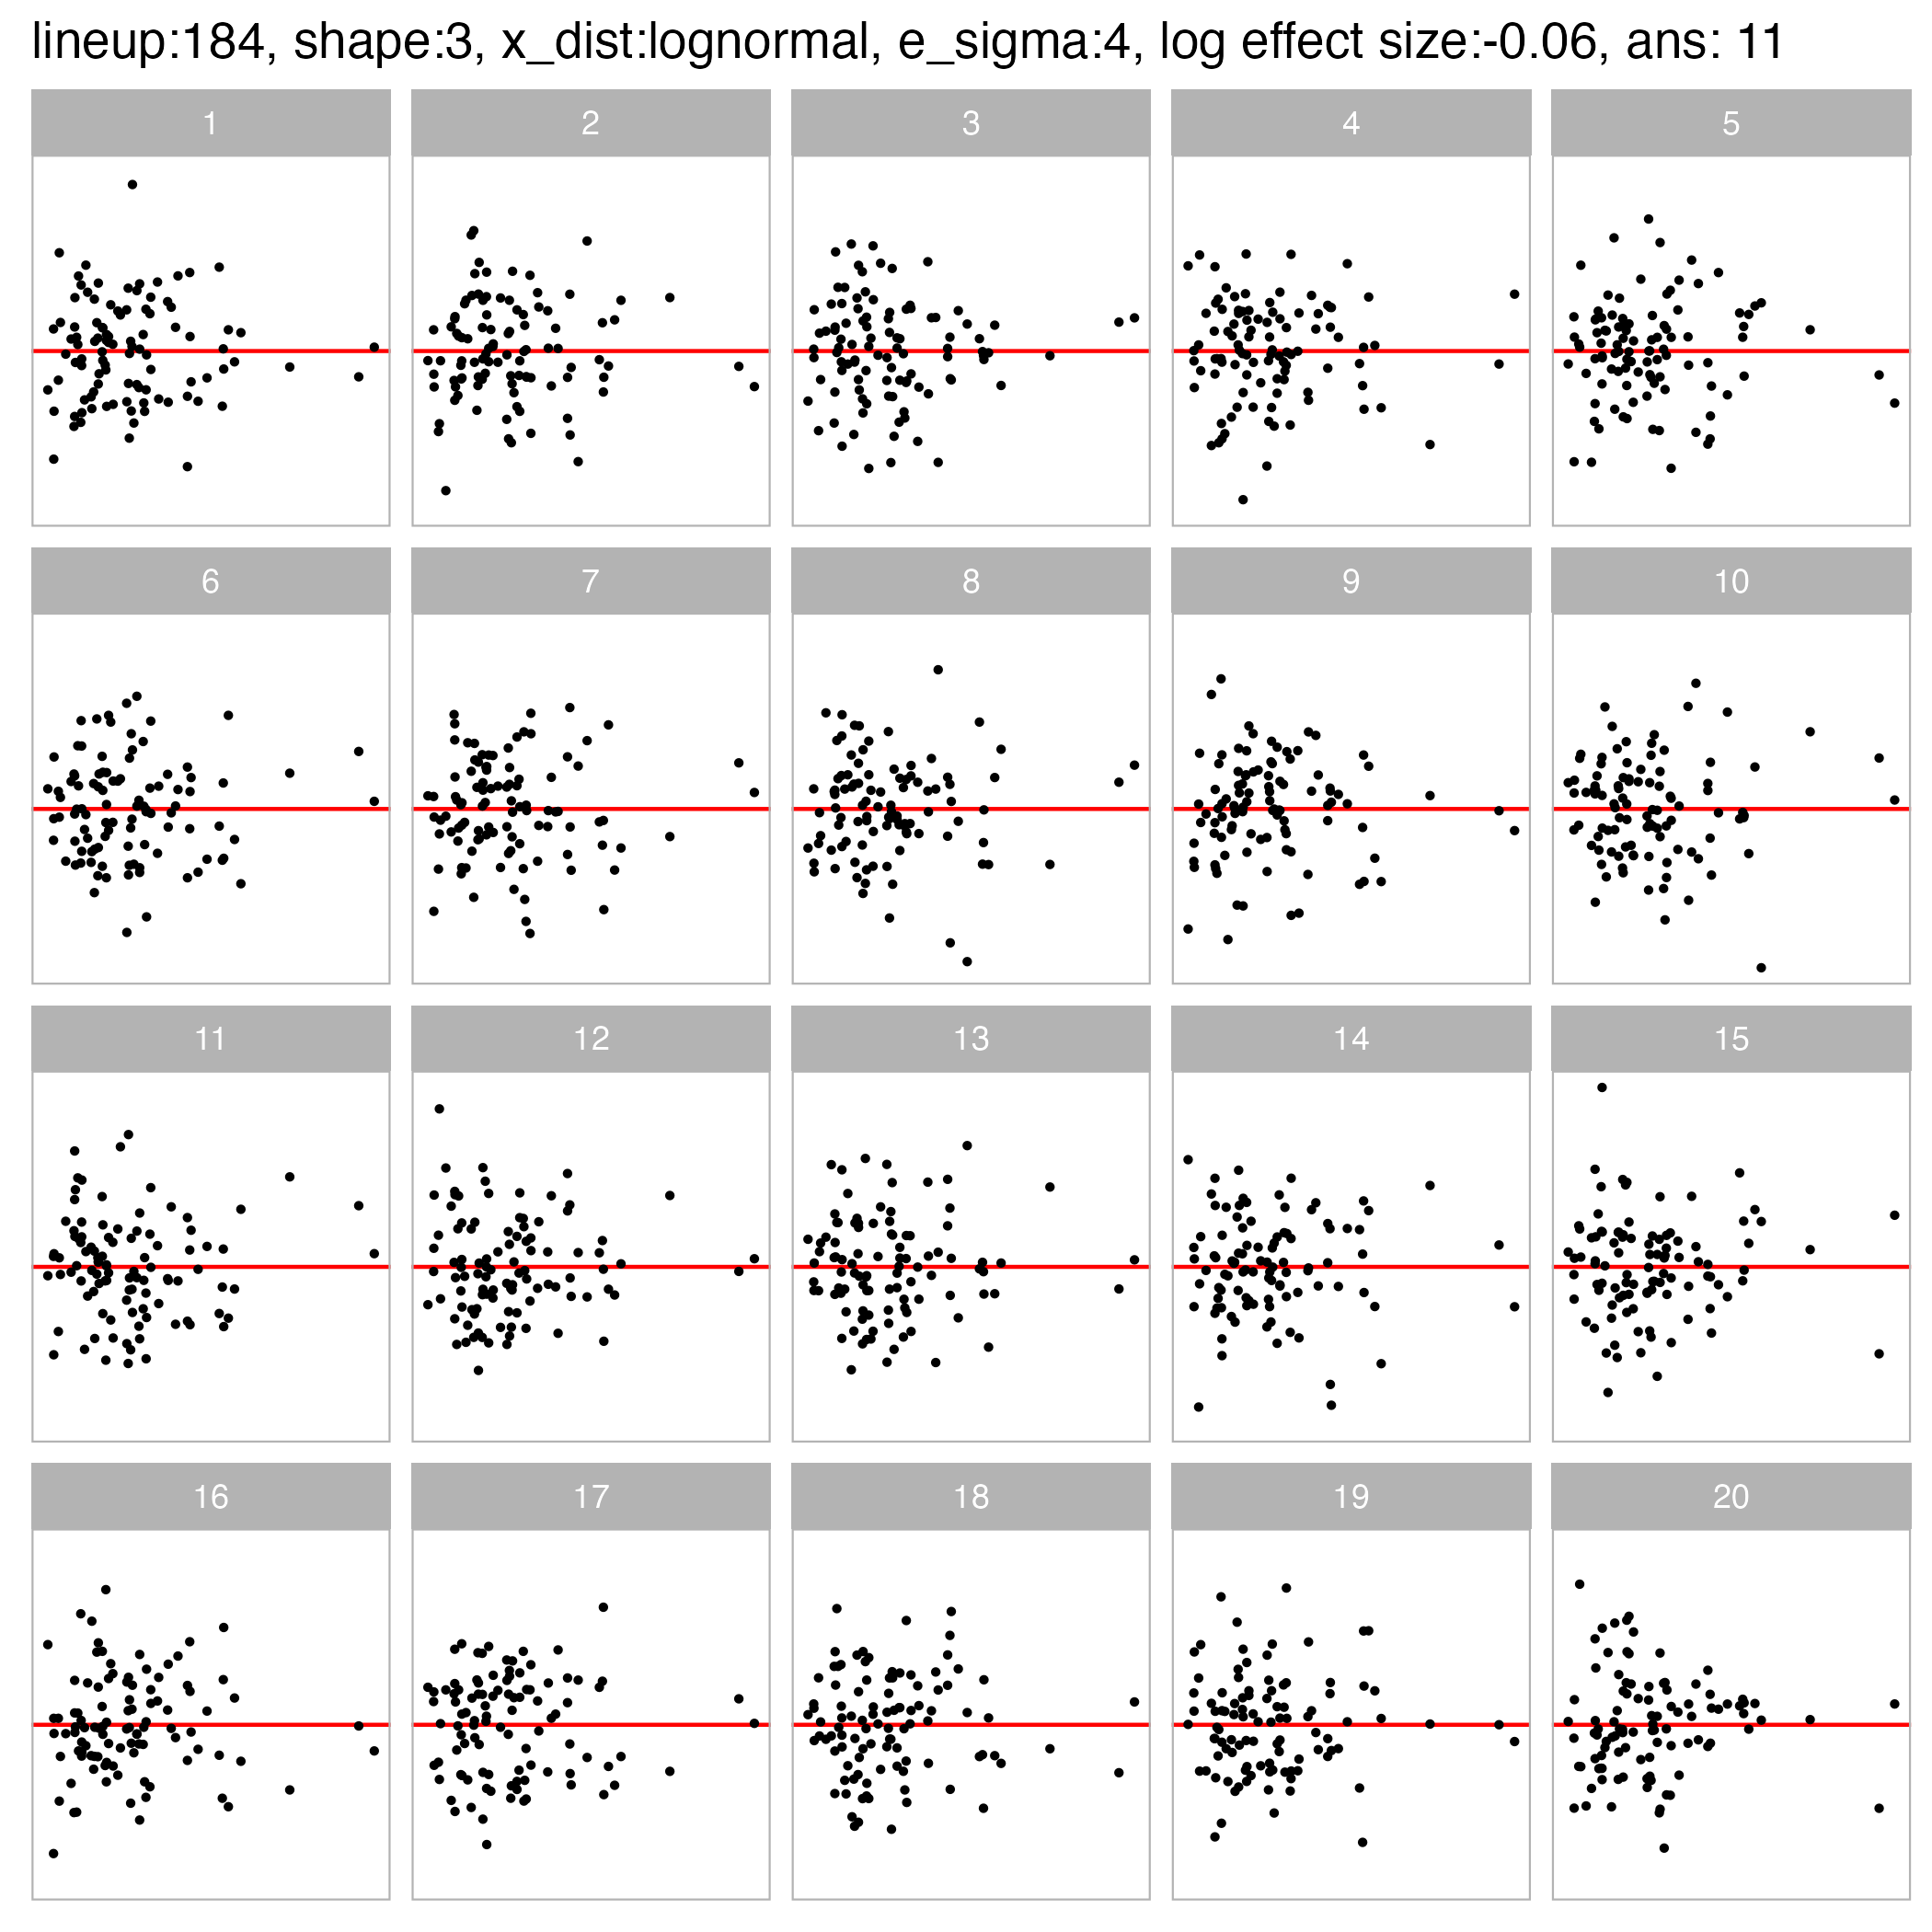 lineup:184, shape:3, x_dist:lognormal, e_sigma:4, log effect size:-0.06, ans: 11
1 2 3 4 5
6 7 8 9 10
11 12 13 14 15
16 17 18 19 20